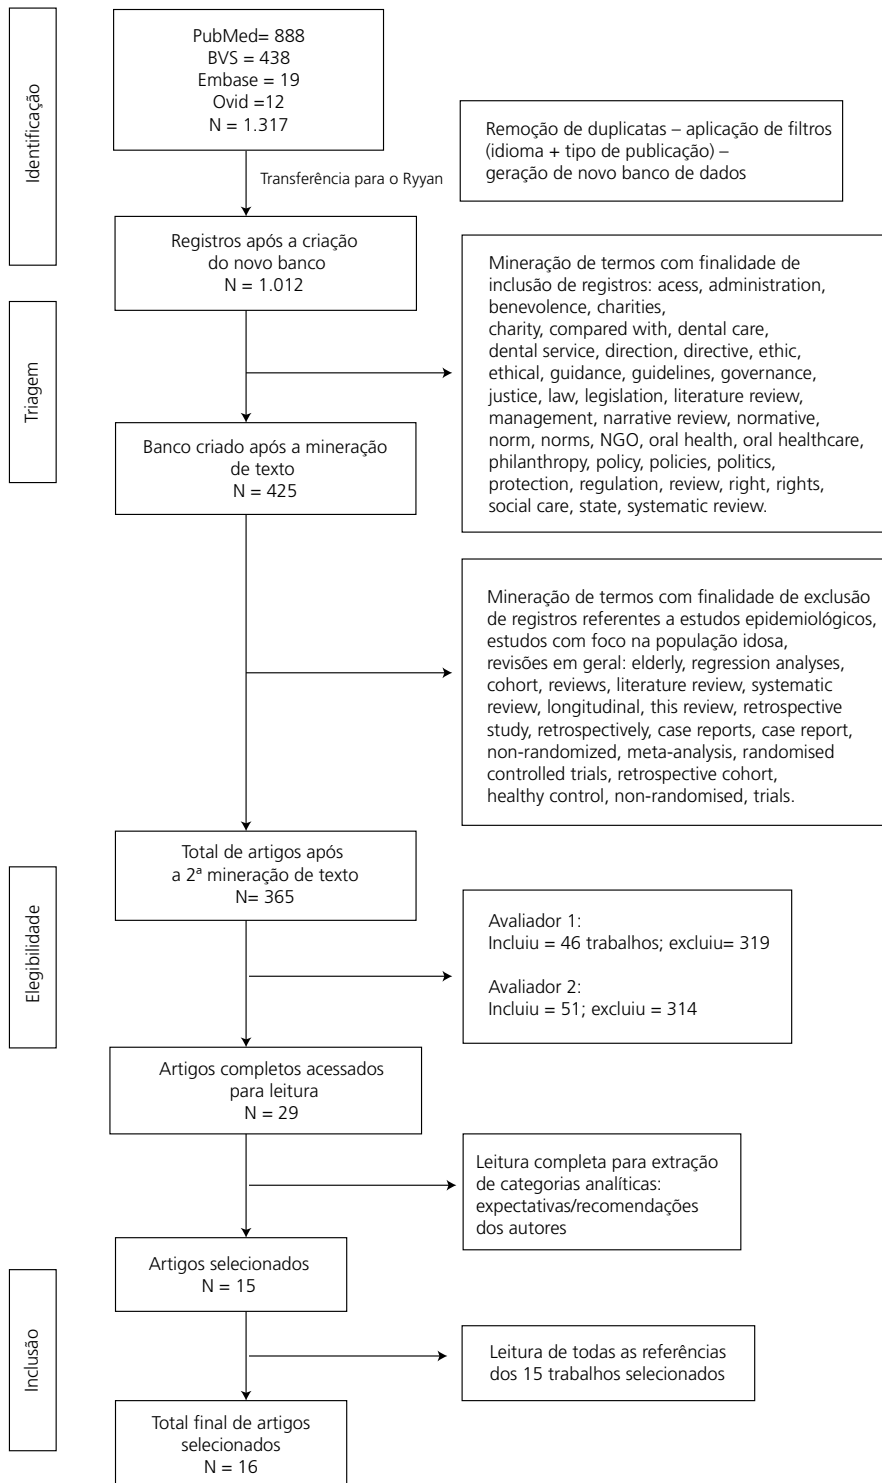 Identificação
PubMed= 888
BVS = 438
Embase = 19
Ovid =12
N = 1.317
Remoção de duplicatas – aplicação de filtros
(idioma + tipo de publicação) –
geração de novo banco de dados
Transferência para o Ryyan
Registros após a criação
do novo banco
N = 1.012
Mineração de termos com finalidade de
inclusão de registros: acess, administration,
benevolence, charities,
charity, compared with, dental care,
dental service, direction, directive, ethic,
ethical, guidance, guidelines, governance,
justice, law, legislation, literature review,
management, narrative review, normative,
norm, norms, NGO, oral health, oral healthcare,
philanthropy, policy, policies, politics,
protection, regulation, review, right, rights,
social care, state, systematic review.
Triagem
Banco criado após a mineração
de texto
N = 425
Mineração de termos com finalidade de exclusão
de registros referentes a estudos epidemiológicos,
estudos com foco na população idosa,
revisões em geral: elderly, regression analyses,
cohort, reviews, literature review, systematic
review, longitudinal, this review, retrospective
study, retrospectively, case reports, case report,
non-randomized, meta-analysis, randomised
controlled trials, retrospective cohort,
healthy control, non-randomised, trials.
Total de artigos após
a 2ª mineração de texto
N= 365
Elegibilidade
Avaliador 1:
Incluiu = 46 trabalhos; excluiu= 319
Avaliador 2:
Incluiu = 51; excluiu = 314
Artigos completos acessados
para leitura
N = 29
Leitura completa para extração
de categorias analíticas:
expectativas/recomendações
dos autores
Artigos selecionados
N = 15
Inclusão
Leitura de todas as referências
dos 15 trabalhos selecionados
Total final de artigos
selecionados
N = 16